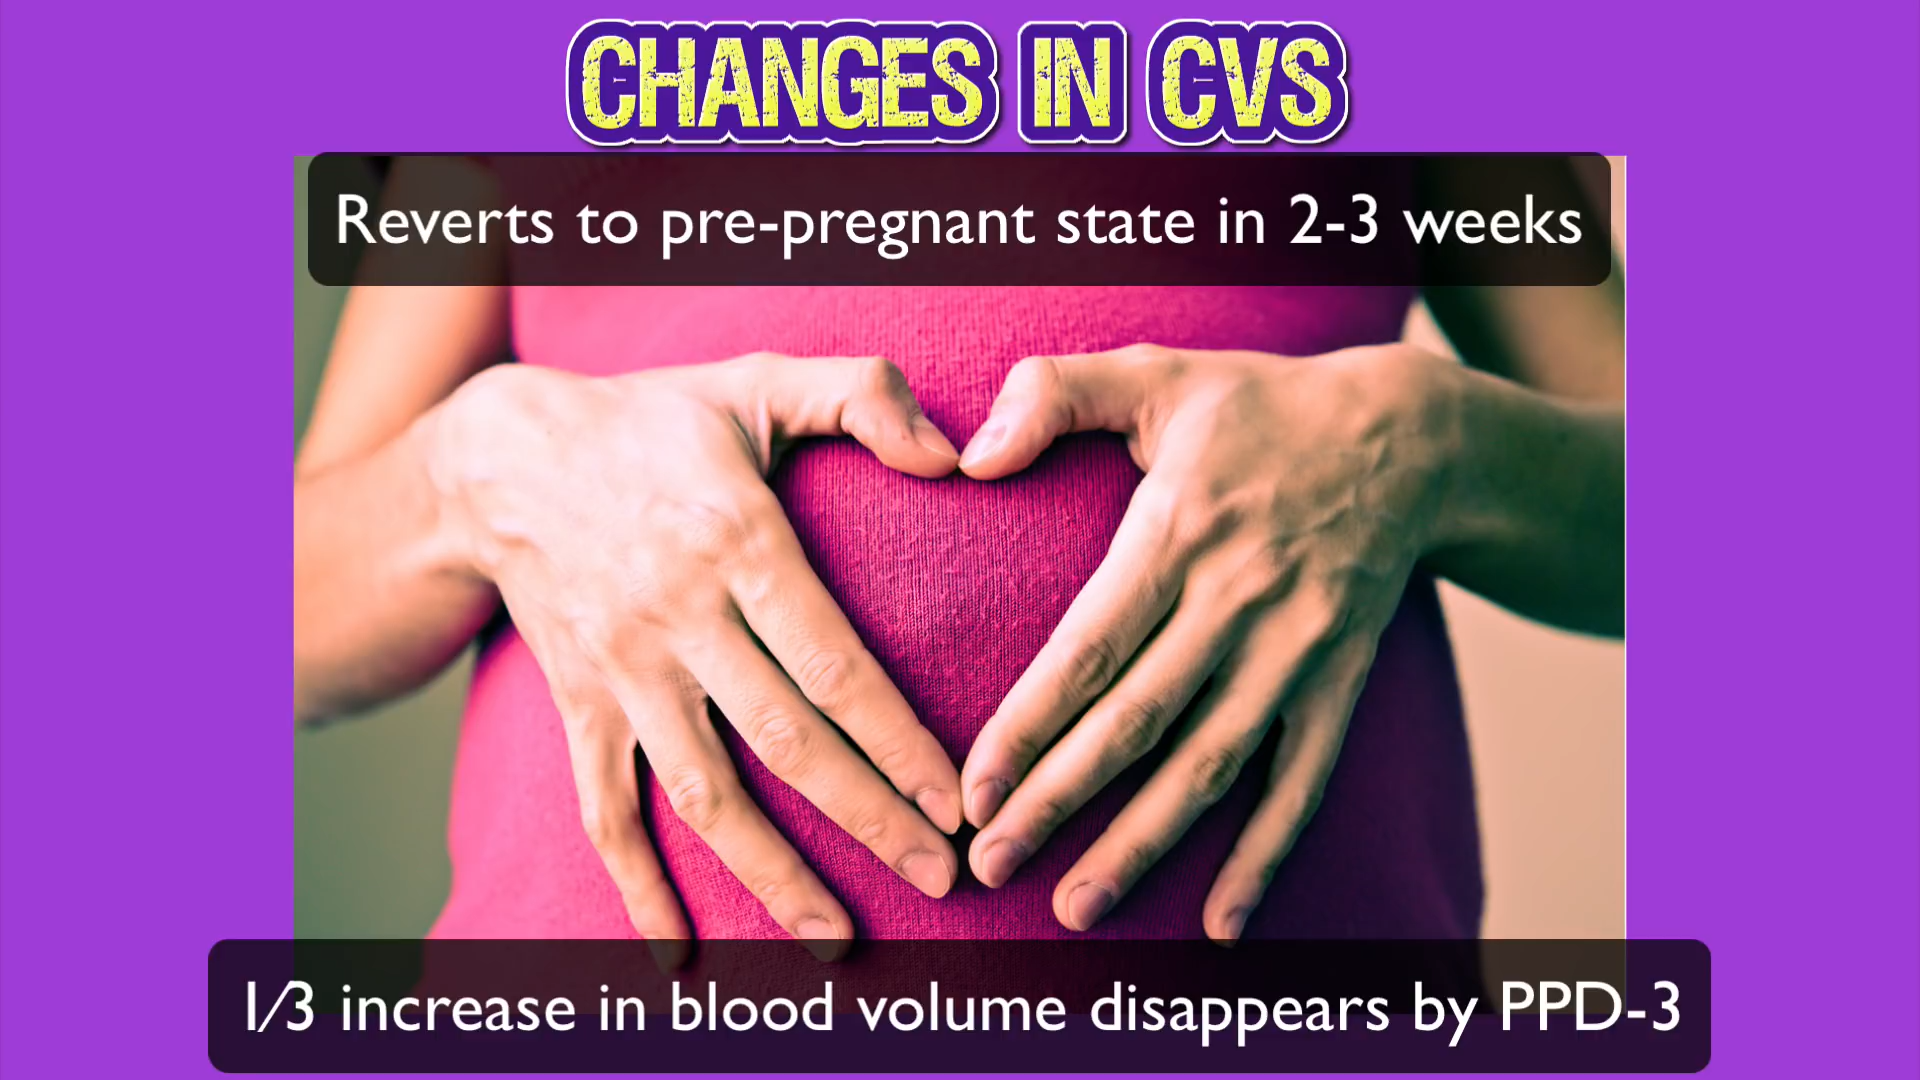 CHANGES IN CVS
Reverts to pre-pregnant state in 2-3 weeks
1/3 increase in blood volume disappears by PPD-3